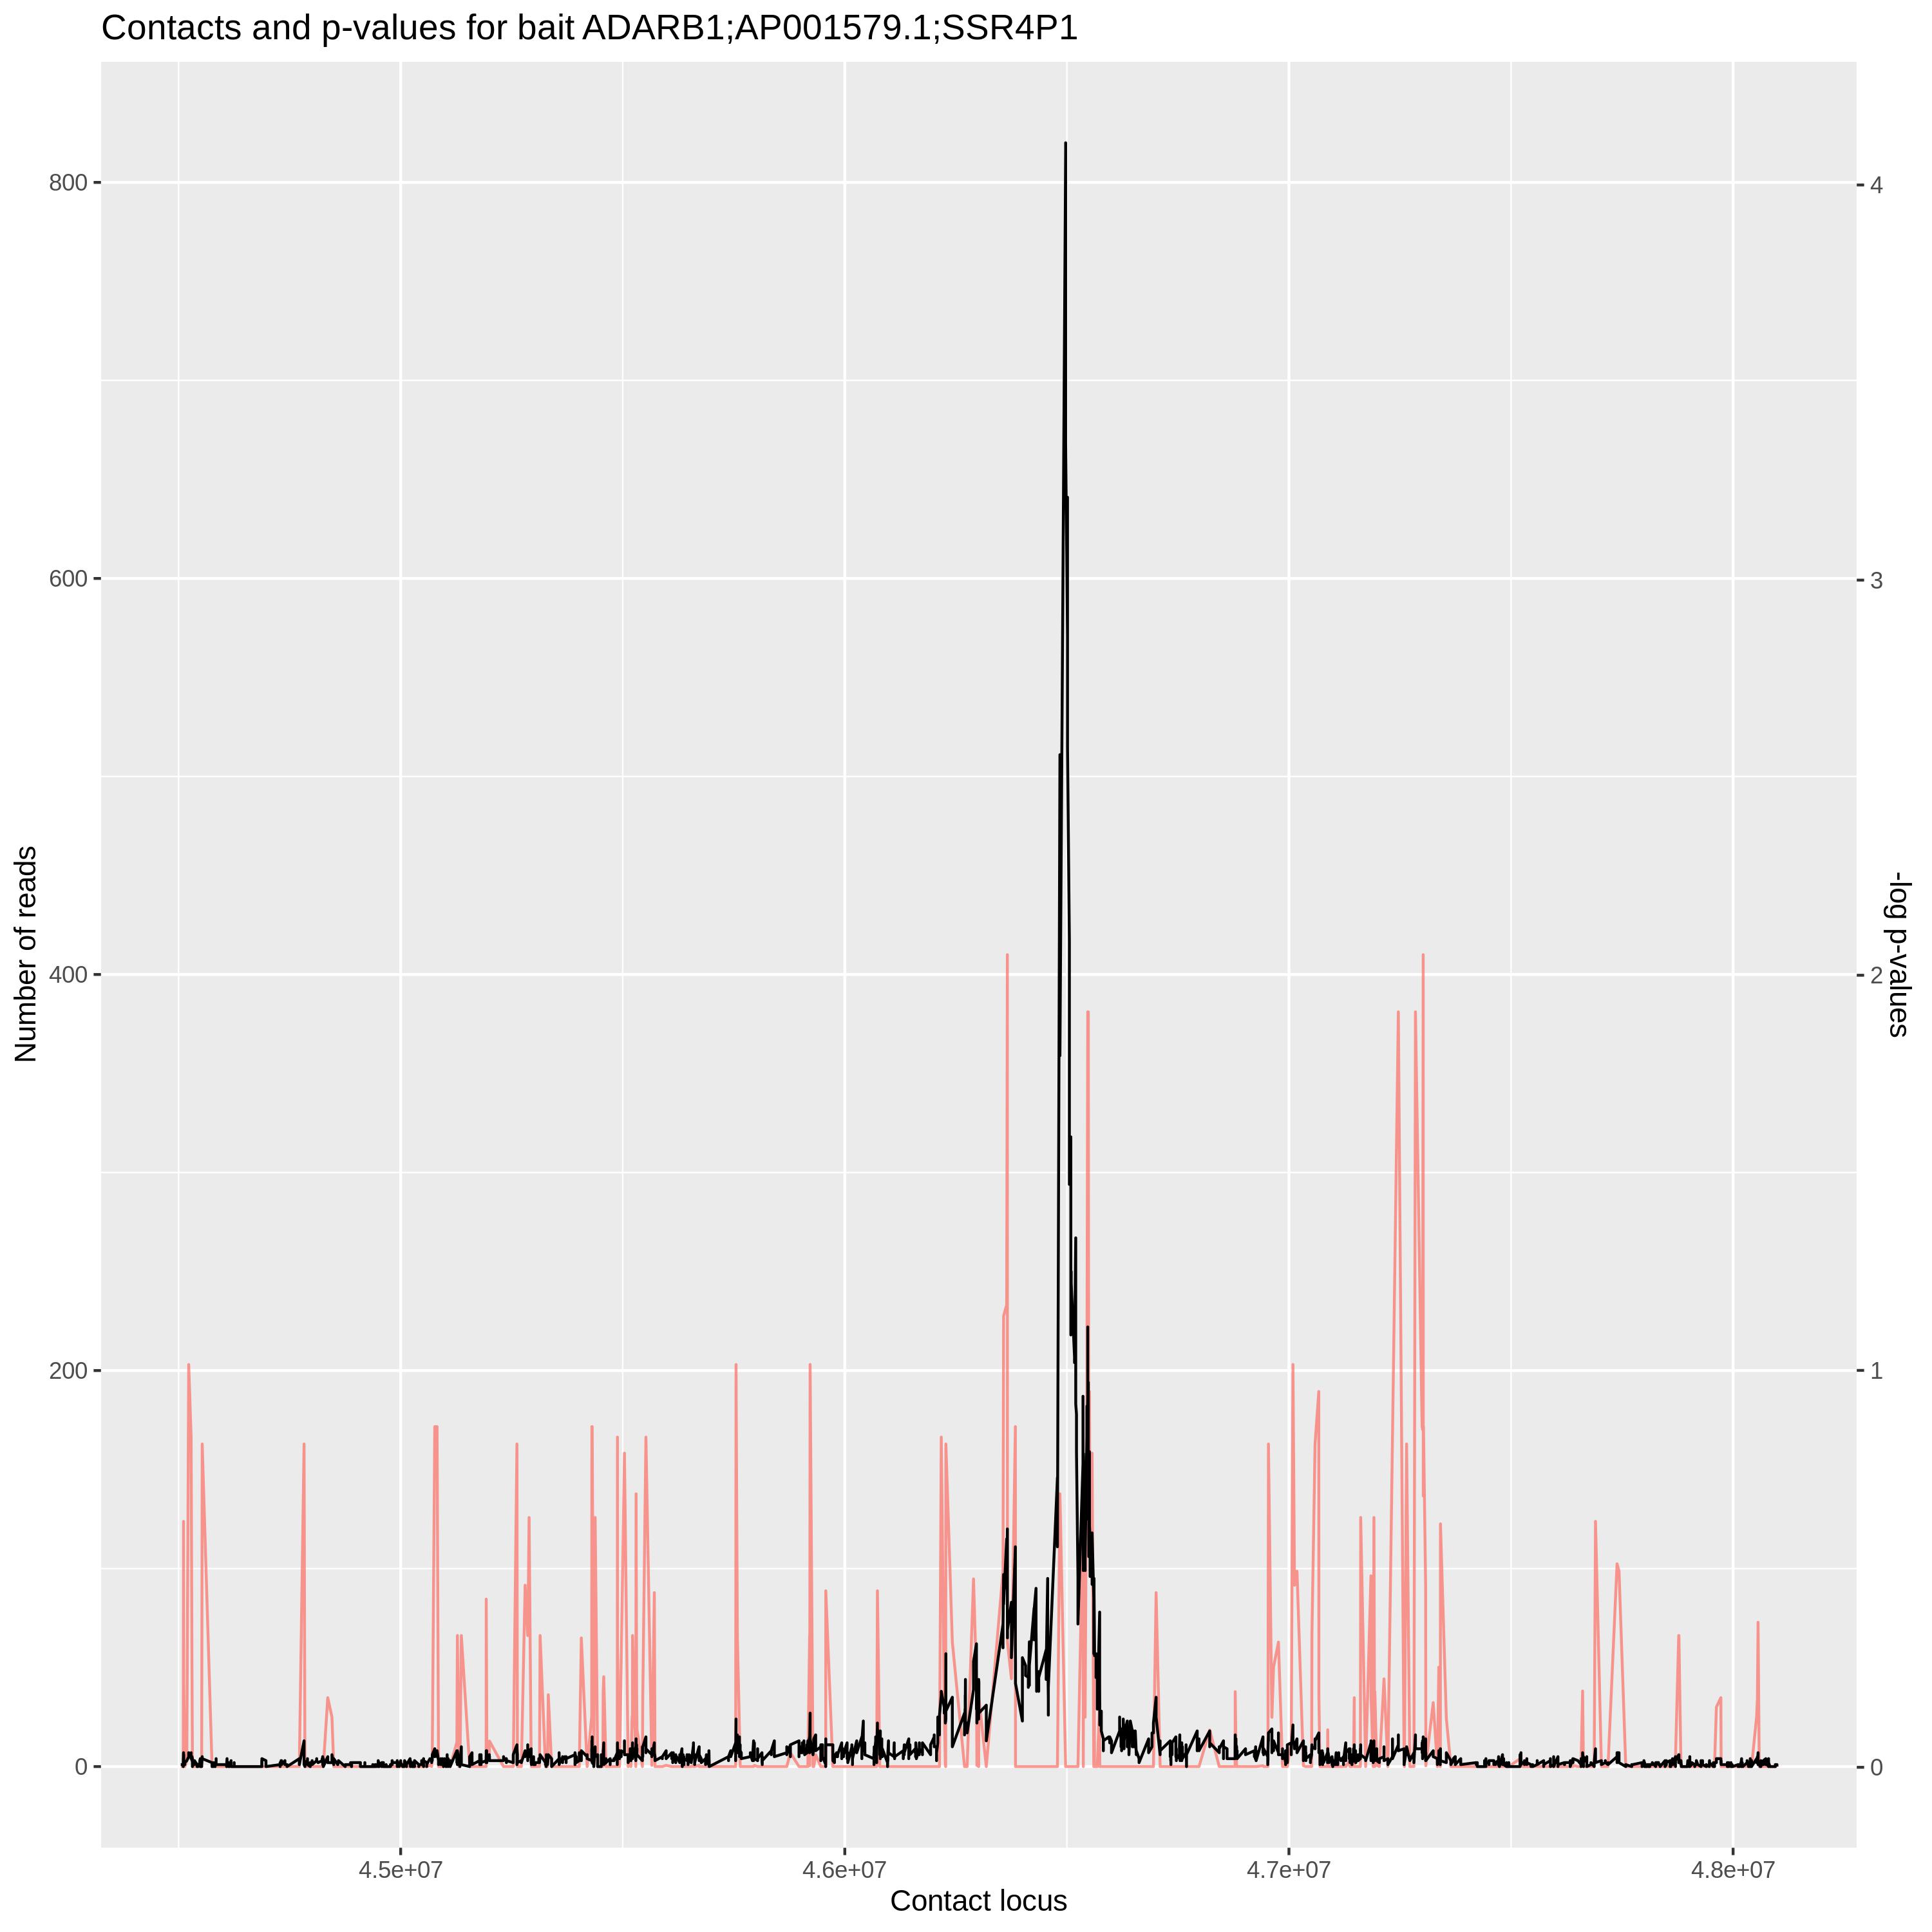 Contacts and p-values for bait ADARB1;AP001579.1;SSR4P1
800
600
400
200
0
4
3
2
1
0
Number of reads
-log p-values
4.5e+07
4.6e+07
4.7e+07
4.8e+07
Contact locus